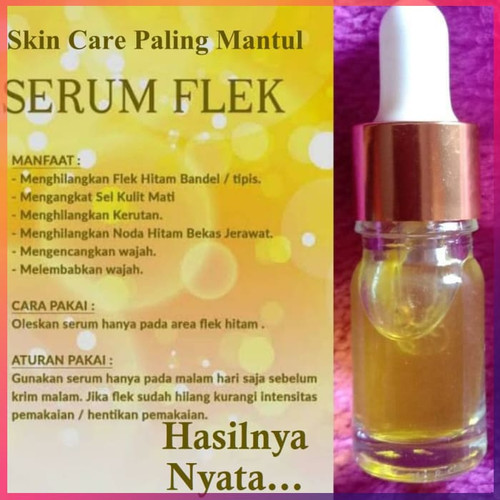 Skin Care Paling Mantul
SERUM FLEK
MANFAAT :
- Menghilangkan Flek Hitam Bandel / tipis.
- Mengangkat Sel Kulit Mati
- Menghilangkan Kerutan.
- Menghilangkan Noda Hitam Bekas Jerawat.
- Mengencangkan wajah.
- Melembabkan wajah.
CARA PAKAI :
Oleskan serum hanya pada area flek hitam .
ATURAN PAKAI :
Gunakan serum hanya pada malam hari saja sebelum
krim malam. Jika flek sudah hilang kurangi intensitas
pemakaian / hentikan pemakaian.
Hasilnya
Nyata...